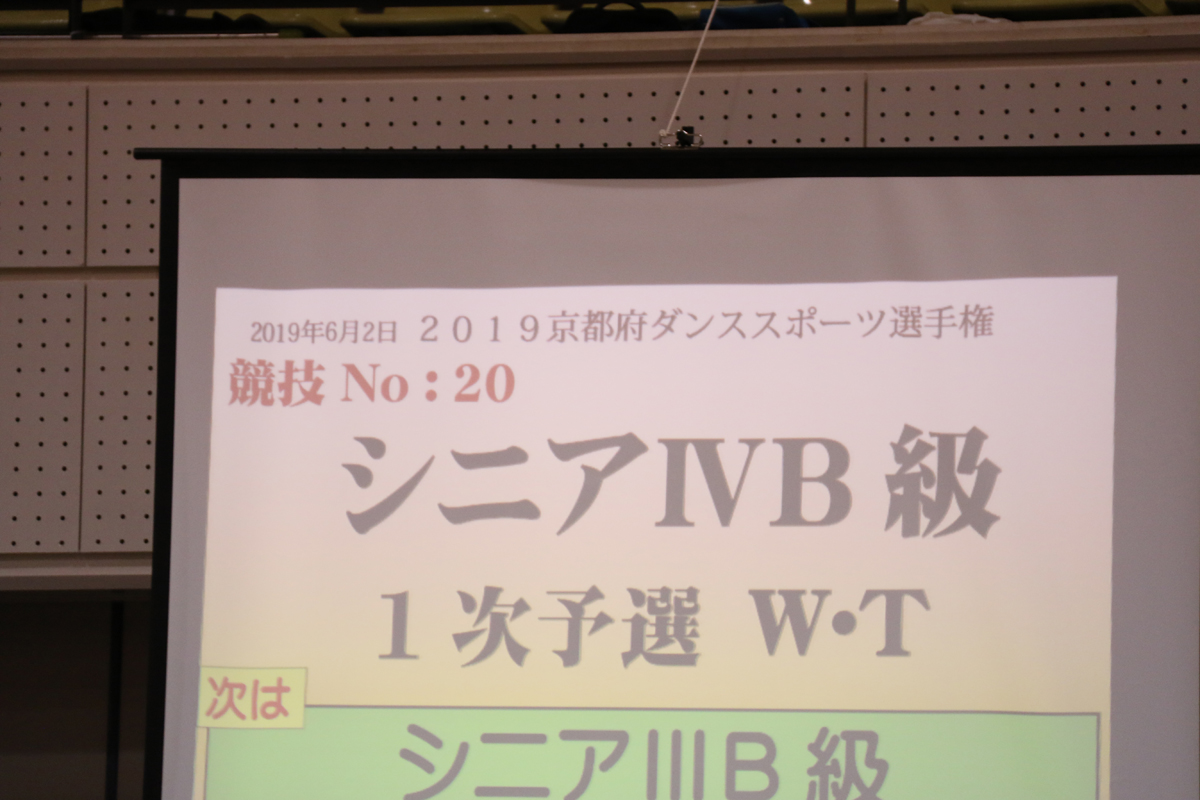 2019年6月2日 ２０１９京都府ダンススポーツ選手権
競技 No：20
シニアⅣB 級
１次予選 W・T
次は
シニアⅢB 級